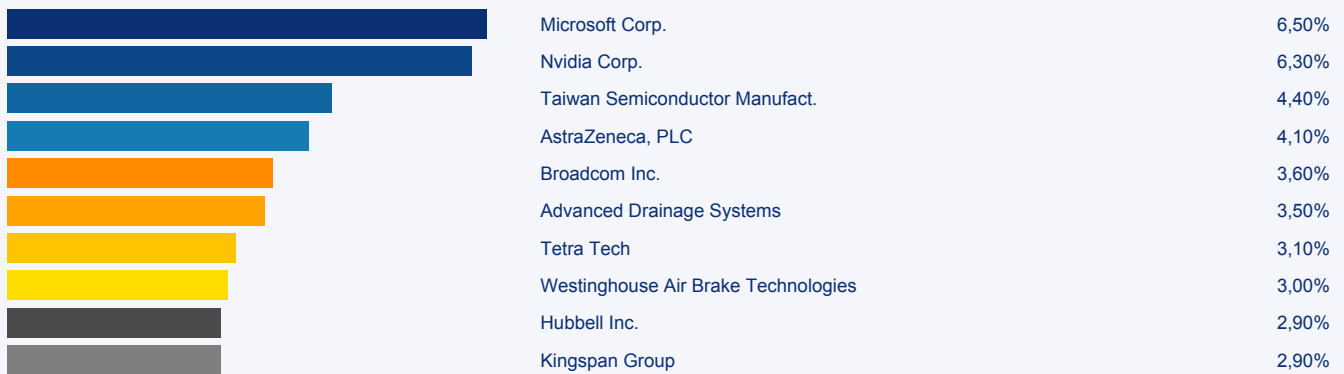 Microsoft Corp. 6,50%
Nvidia Corp. 6,30%
Taiwan Semiconductor Manufact. 4,40%
AstraZeneca, PLC 4,10%
Broadcom Inc. 3,60%
Advanced Drainage Systems 3,50%
Tetra Tech 3,10%
Westinghouse Air Brake Technologies 3,00%
Hubbell Inc. 2,90%
Kingspan Group 2,90%